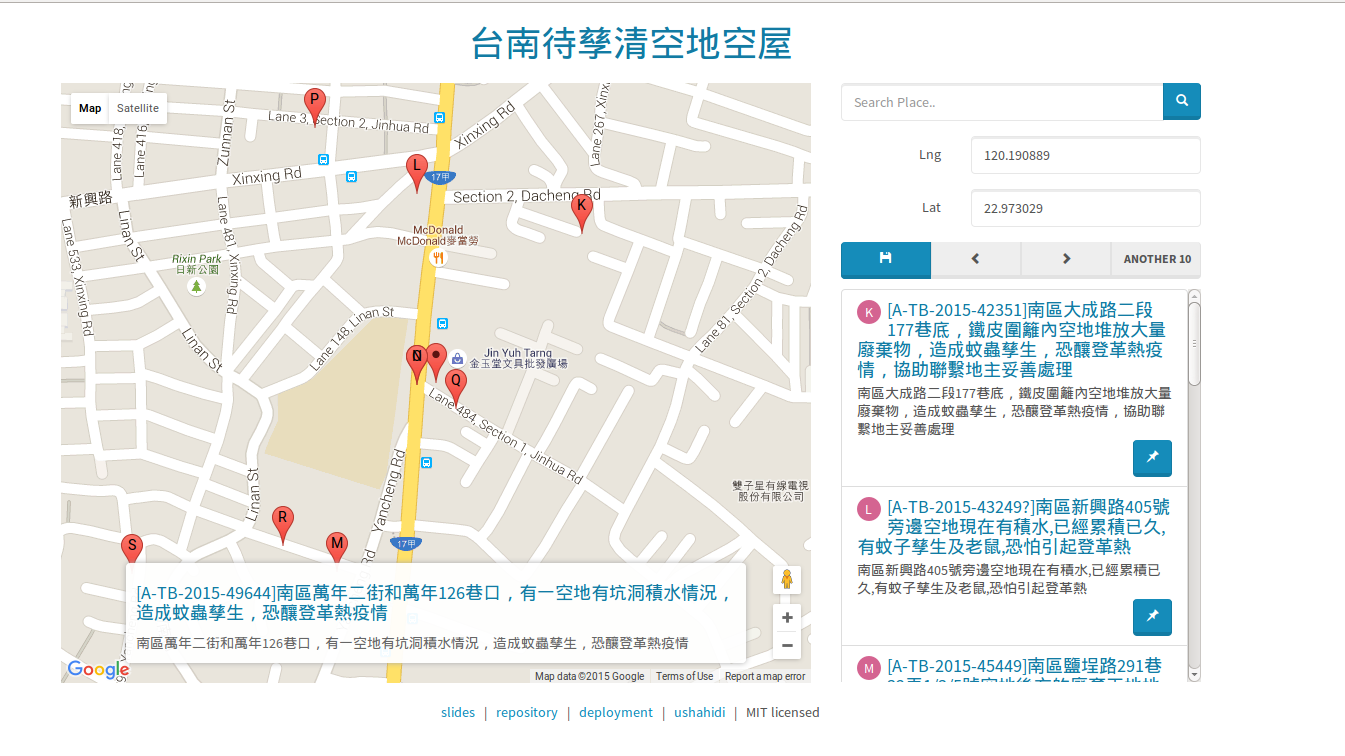 台南待孳清空地空屋
Map
Satellite
P
Lane 3, Section 2, Jinhua Rd
Xinxing Rd
Lane 267, Xinx
Lane 418,
Lane 416,
Zunnan St
L
17甲
Xinxing Rd
Section 2, Dacheng Rd
K
新興路
Linan St
Lane 533, Xinxing Rd
Lane 481, Xinxing Rd
McDonald
McDonald麥當勞
Rixin Park
日新公園
Section 2, Dacheng Rd
Lane 81,
Lane 148, Linan St
Linan St
N
Jin Yuh Tarng
金玉堂文具批發廣場
Q
Lane 484, Section 1, Jinhua Rd
Linan St
Yancheng Rd
雙子星有線電視
股份有限公司
R
S
M
17甲
Rd
[A-TB-2015-49644]南區萬年二街和萬年126巷口，有一空地有坑洞積水情況，
造成蚊蟲孳生，恐釀登革熱疫情
南區萬年二街和萬年126巷口，有一空地有坑洞積水情況，造成蚊蟲孳生，恐釀登革熱疫情
Google
Map data ©2015 Google
Terms of Use
Report a map error
Search Place..
Lng
120.190889
Lat
22.973029
ANOTHER 10
K
[A-TB-2015-42351]南區大成路二段
177巷底，鐵皮圍籬內空地堆放大量
廢棄物，造成蚊蟲孳生，恐釀登革熱疫
情，協助聯繫地主妥善處理
南區大成路二段177巷底，鐵皮圍籬內空地堆放大量
廢棄物，造成蚊蟲孳生，恐釀登革熱疫情，協助聯
繫地主妥善處理
L
[A-TB-2015-43249?]南區新興路405號
旁邊空地現在有積水,已經累積已久,
有蚊子孳生及老鼠,恐怕引起登革熱
南區新興路405號旁邊空地現在有積水,已經累積已
久,有蚊子孳生及老鼠,恐怕引起登革熱
M
[A-TB-2015-45449]南區鹽埕路291巷
slides | repository | deployment | ushahidi | MIT licensed